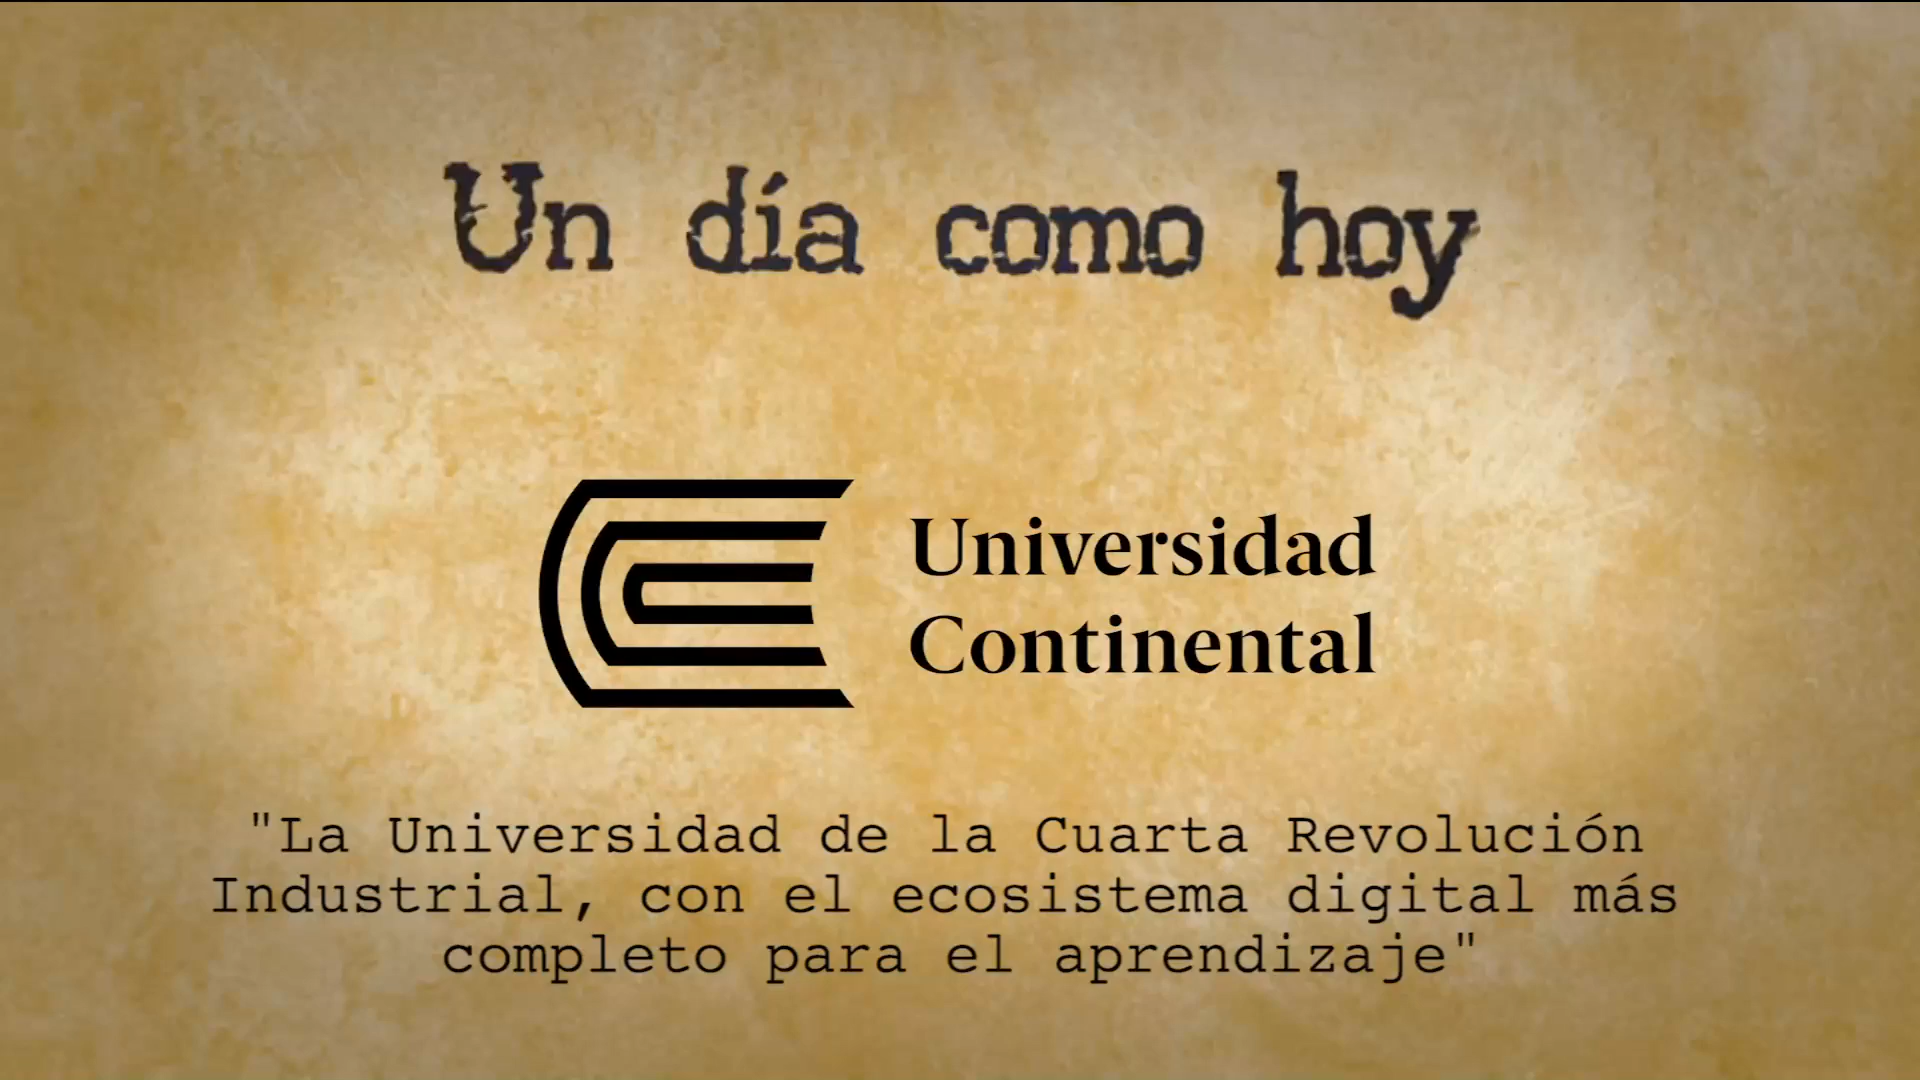 Un día como hoy
Universidad
Continental
"La Universidad de la Cuarta Revolución
Industrial, con el ecosistema digital más
completo para el aprendizaje"